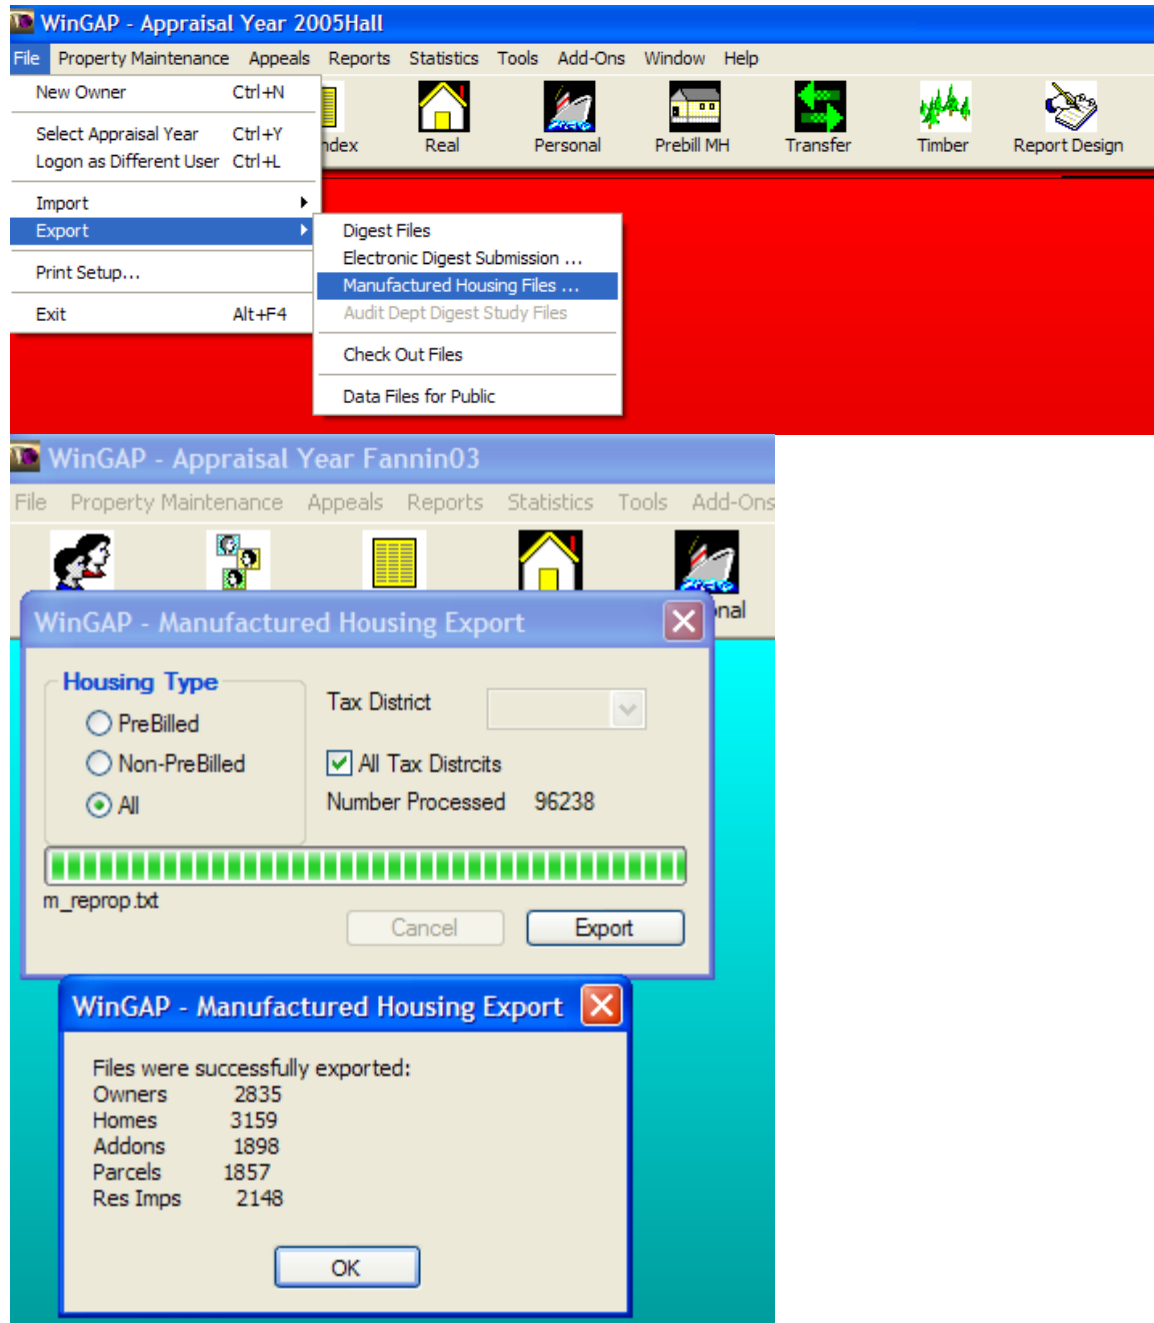 WinGAP - Appraisal Year 2005Hall
File Property Maintenance Appeals Reports Statistics Tools Add-Ons Window Help
New Owner Ctrl+N
Select Appraisal Year Ctrl+Y
Logon as Different User Ctrl+L
Import
Export
Print Setup...
Exit Alt+F4
ndex Real Personal Prebill MH Transfer Timber Report Design
Digest Files
Electronic Digest Submission ...
Manufactured Housing Files ...
Audit Dept Digest Study Files
Check Out Files
Data Files for Public
WinGAP - Appraisal Year Fannin03
File Property Maintenance Appeals Reports Statistics Tools Add-Ons
nal
WinGAP - Manufactured Housing Export
Housing Type
PreBilled
Non-PreBilled
All
Tax District
All Tax Distrcits
Number Processed 96238
m_reprop.txt
Cancel Export
WinGAP - Manufactured Housing Export
Files were successfully exported:
Owners 2835
Homes 3159
Addons 1898
Parcels 1857
Res Imps 2148
OK